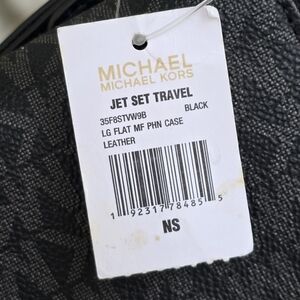 MICHAEL
MICHAEL KORS
JET SET TRAVEL
35F8STVW9B BLACK
LG FLAT MF PHN CASE
LEATHER
1 92317 78485 5
NS